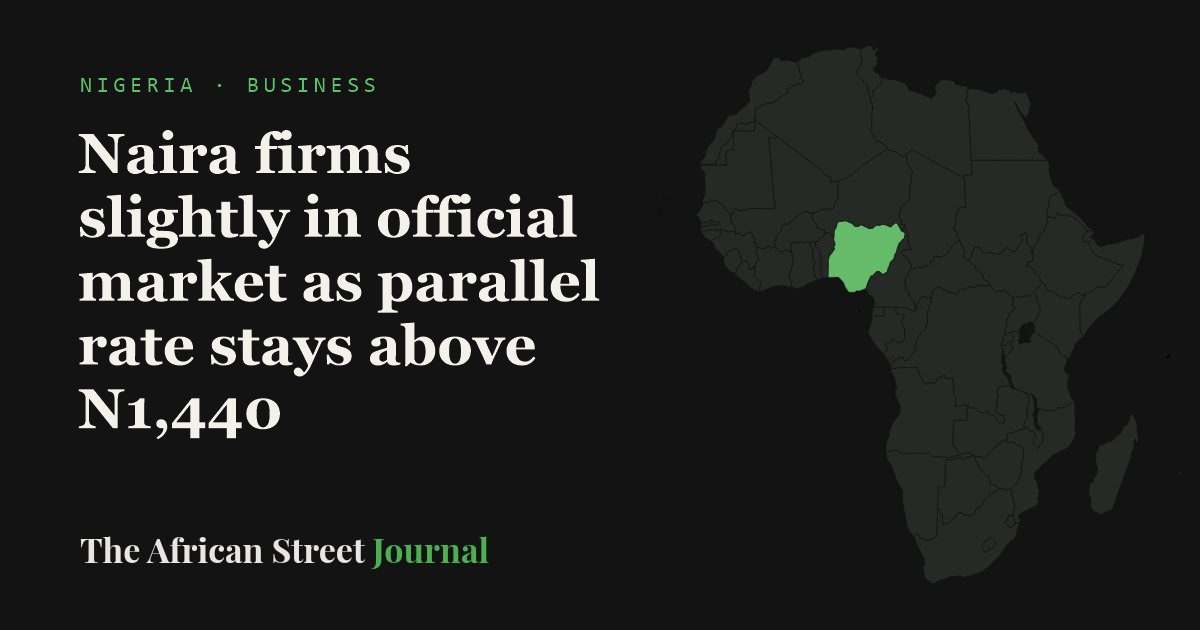 NIGERIA · BUSINESS
Naira firms
slightly in official
market as parallel
rate stays above
N1,440
The African Street Journal